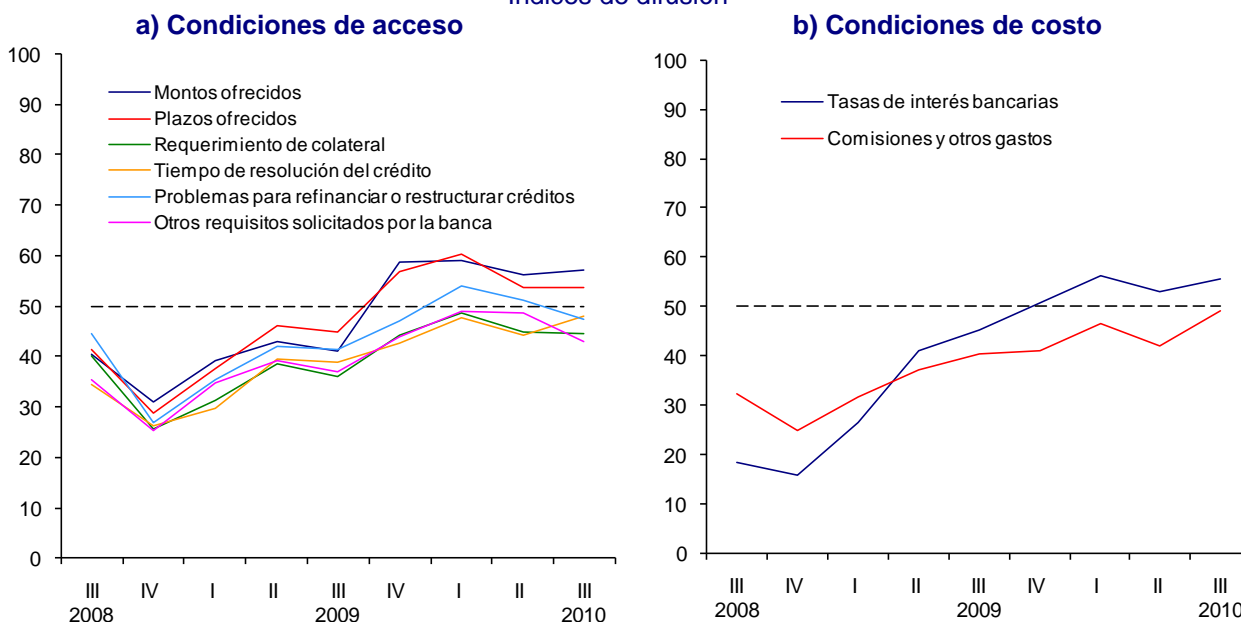 Índices de difusión
a) Condiciones de acceso
100
90
80
70
60
50
40
30
20
10
0
Montos ofrecidos
Plazos ofrecidos
Requerimiento de colateral
Tiempo de resolución del crédito
Problemas para refinanciar o restructurar créditos
Otros requisitos solicitados por la banca
III IV I II III IV I II III
2008 2009 2010
b) Condiciones de costo
100
90
80
70
60
50
40
30
20
10
0
Tasas de interés bancarias
Comisiones y otros gastos
III IV I II III IV I II III
2008 2009 2010